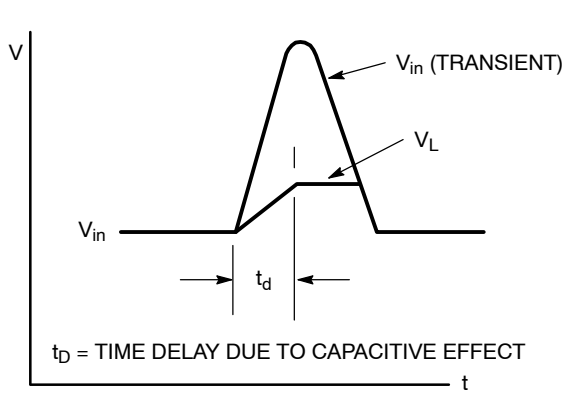 V
Vin (TRANSIENT)
VL
Vin
td
tD = TIME DELAY DUE TO CAPACITIVE EFFECT
t